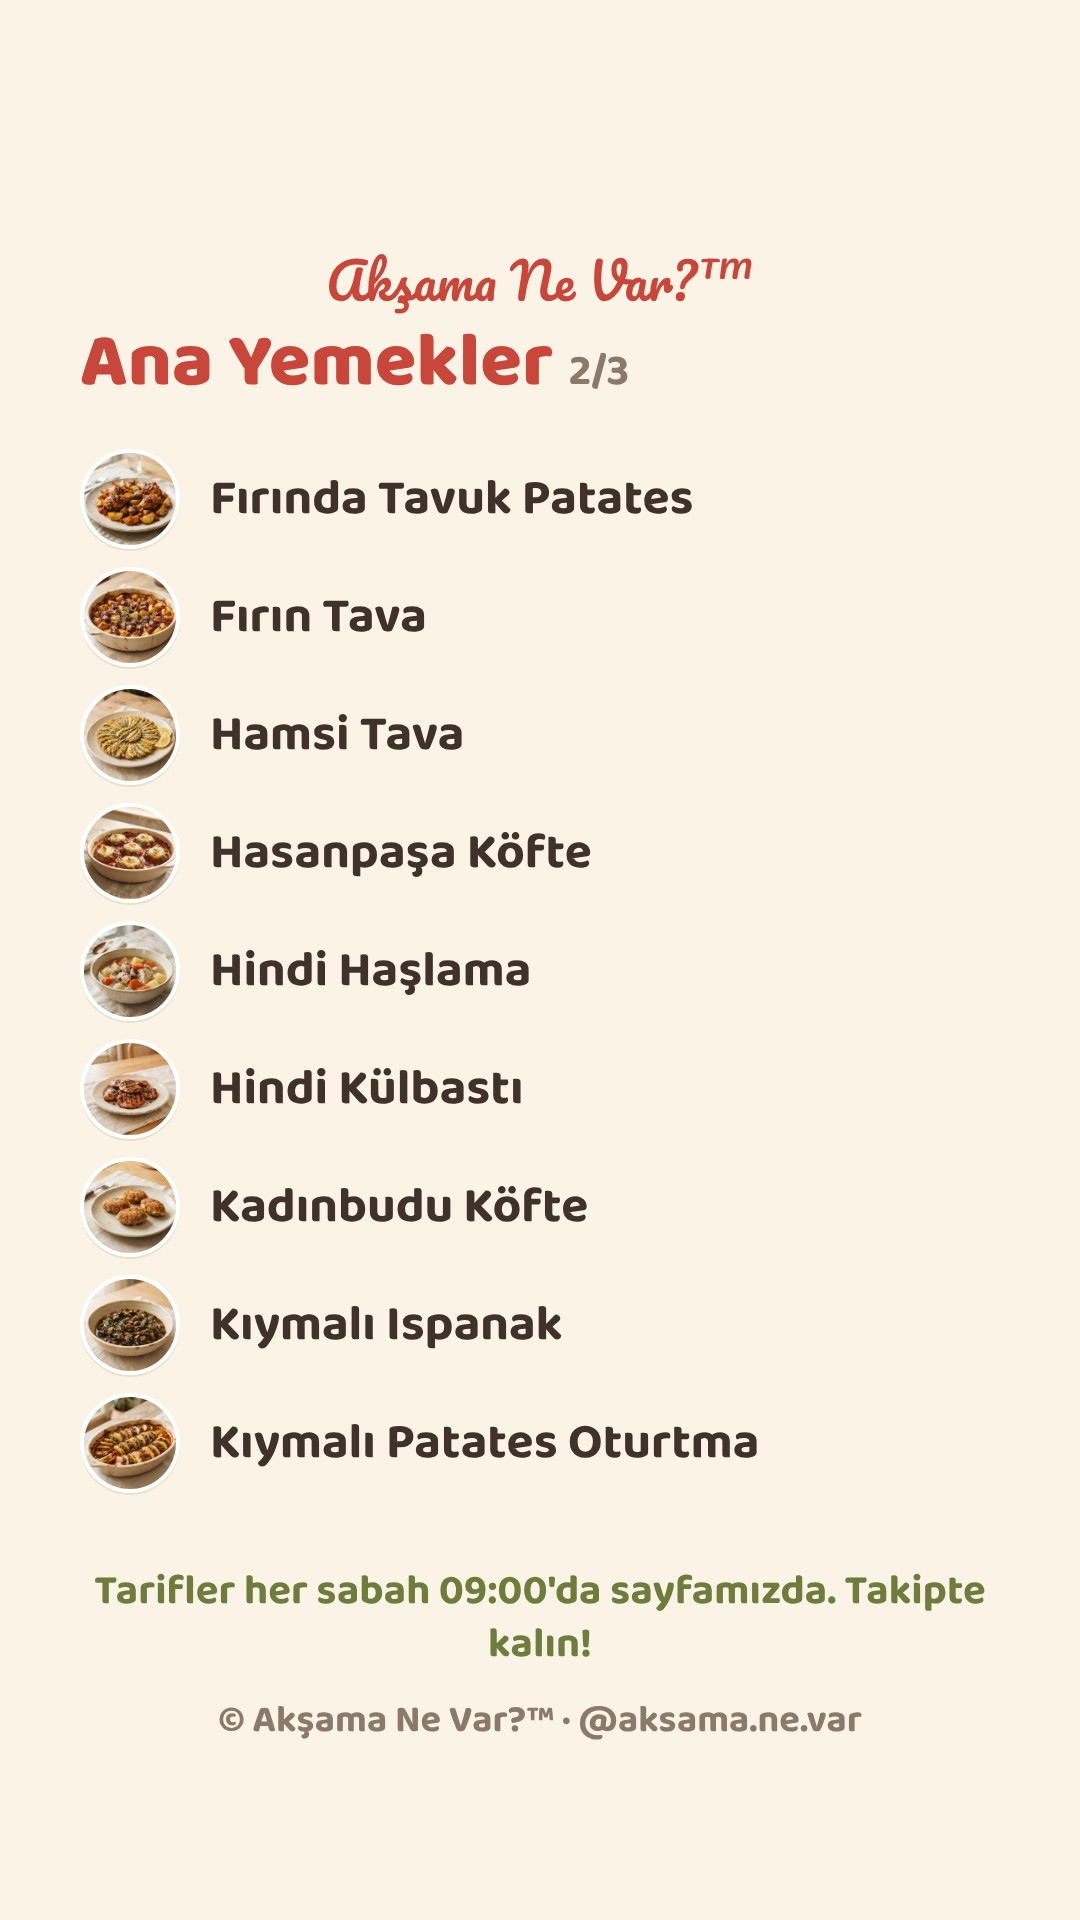 Akşama Ne Var?™
Ana Yemekler 2/3
Fırında Tavuk Patates
Fırın Tava
Hamsi Tava
Hasanpaşa Köfte
Hindi Haşlama
Hindi Külbastı
Kadınbudu Köfte
Kıymalı Ispanak
Kıymalı Patates Oturtma
Tarifler her sabah 09:00'da sayfamızda. Takipte
kalın!
© Akşama Ne Var?™ · @aksama.ne.var